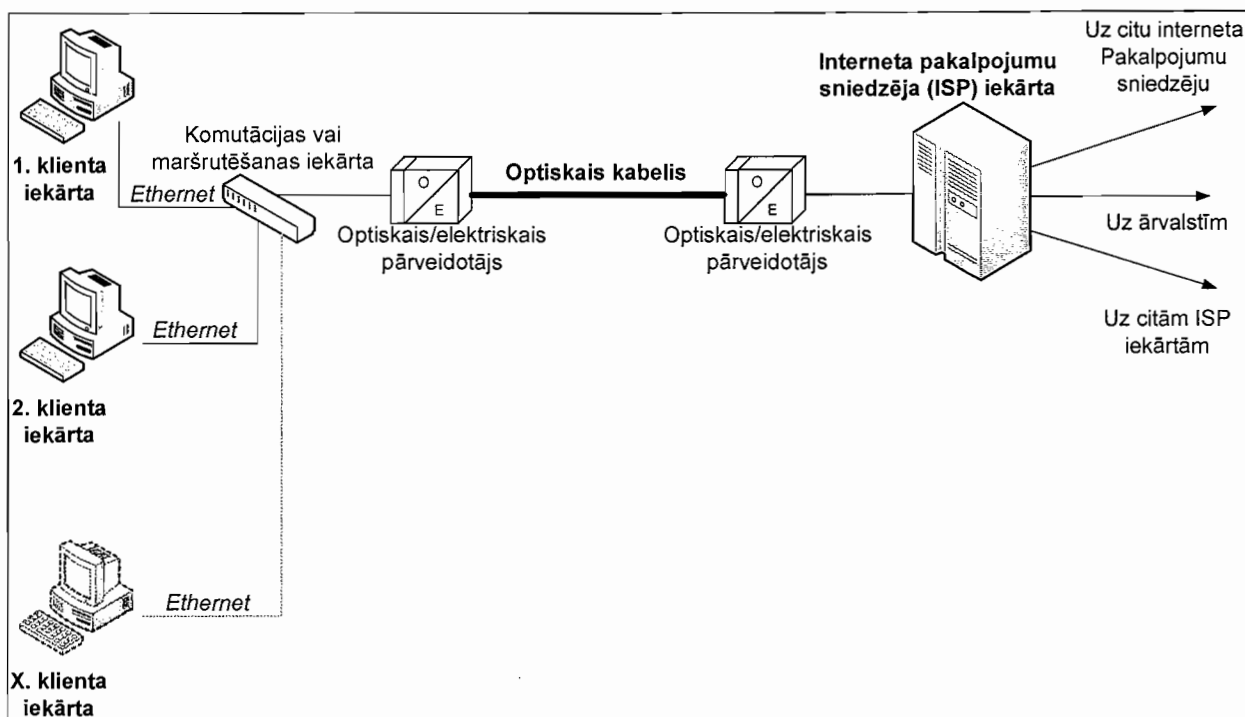 1. klienta
iekārta
Ethernet
Komutācijas vai
maršrutēšanas iekārta
O
E
Optiskais/elektriskais
pārveidotājs
Optiskais kabelis
O
E
Optiskais/elektriskais
pārveidotājs
Interneta pakalpojumu
sniedzēja (ISP) iekārta
Uz citu interneta
Pakalpojumu
sniedzēju
Uz ārvalstīm
Uz citām ISP
iekārtām
2. klienta
iekārta
Ethernet
X. klienta
iekārta
Ethernet